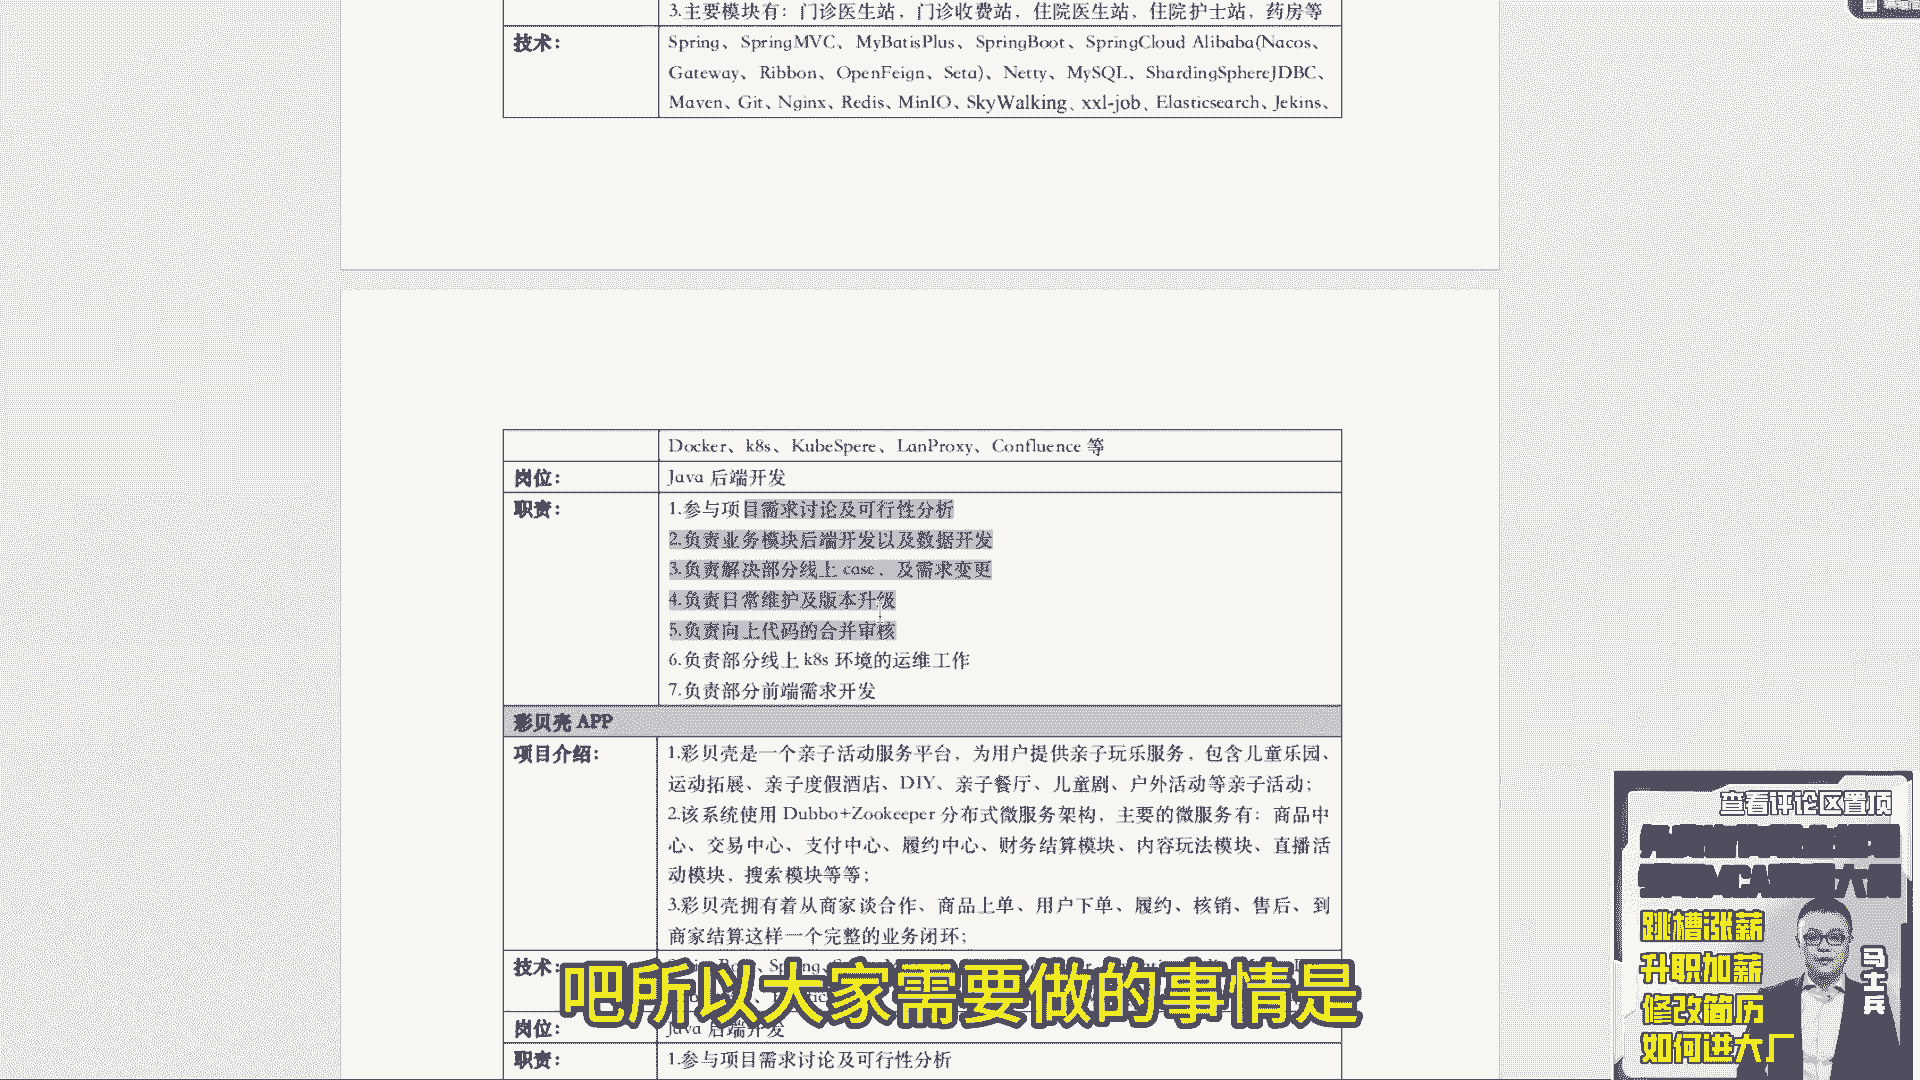 3.主要模块有：门诊医生站，门诊收费站，住院医生站，住院护士站，药房等
技术：
Spring、SpringMVC、MyBatisPlus、SpringBoot、SpringCloud Alibaba(Nacos、
Gateway、Ribbon、OpenFeign、Seta)、Netty、MySQL、ShardingSphereJDBC、
Maven、Git、Nginx、Redis、MinIO、SkyWalking、xxl-job、Elasticsearch、Jekins、
Docker、k8s、KubeSpere、LanProxy、Confluence 等
岗位：
Java 后端开发
职责：
1.参与项目需求讨论及可行性分析
2.负责业务模块后端开发以及数据开发
3.负责解决部分线上 case，及需求变更
4.负责日常维护及版本升级
5.负责向上代码的合并审核
6.负责部分线上 k8s 环境的运维工作
7.负责部分前端需求开发
彩贝壳 APP
项目介绍：
1.彩贝壳是一个亲子活动服务平台，为用户提供亲子玩乐服务，包含儿童乐园、
运动拓展、亲子度假酒店、DIY、亲子餐厅、儿童剧、户外活动等亲子活动；
2.该系统使用 Dubbo+Zookeeper 分布式微服务架构，主要的微服务有：商品中
心、交易中心、支付中心、履约中心、财务结算模块、内容玩法模块、直播活
动模块，搜索模块等等；
3.彩贝壳拥有着从商家谈合作、商品上单、用户下单、履约、核销、售后、到
商家结算这样一个完整的业务闭环；
技术：
吧所以大家需要做的事情是
岗位：
Java 后端开发
职责：
1.参与项目需求讨论及可行性分析
查看评论区置顶
跳槽涨薪
升职加薪
修改简历
如何进大厂
马士兵